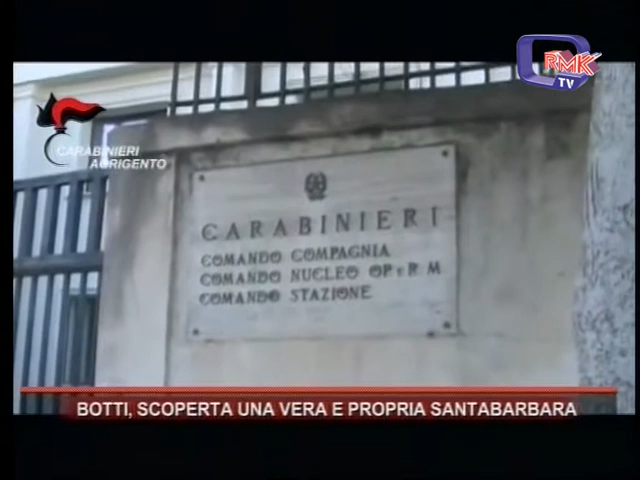 RMK
TV
CARABINIERI
AGRIGENTO
CARABINIERI
COMANDO COMPAGNIA
COMANDO NUCLEO OP e R M
COMANDO STAZIONE
BOTTI, SCOPERTA UNA VERA E PROPRIA SANTABARBARA